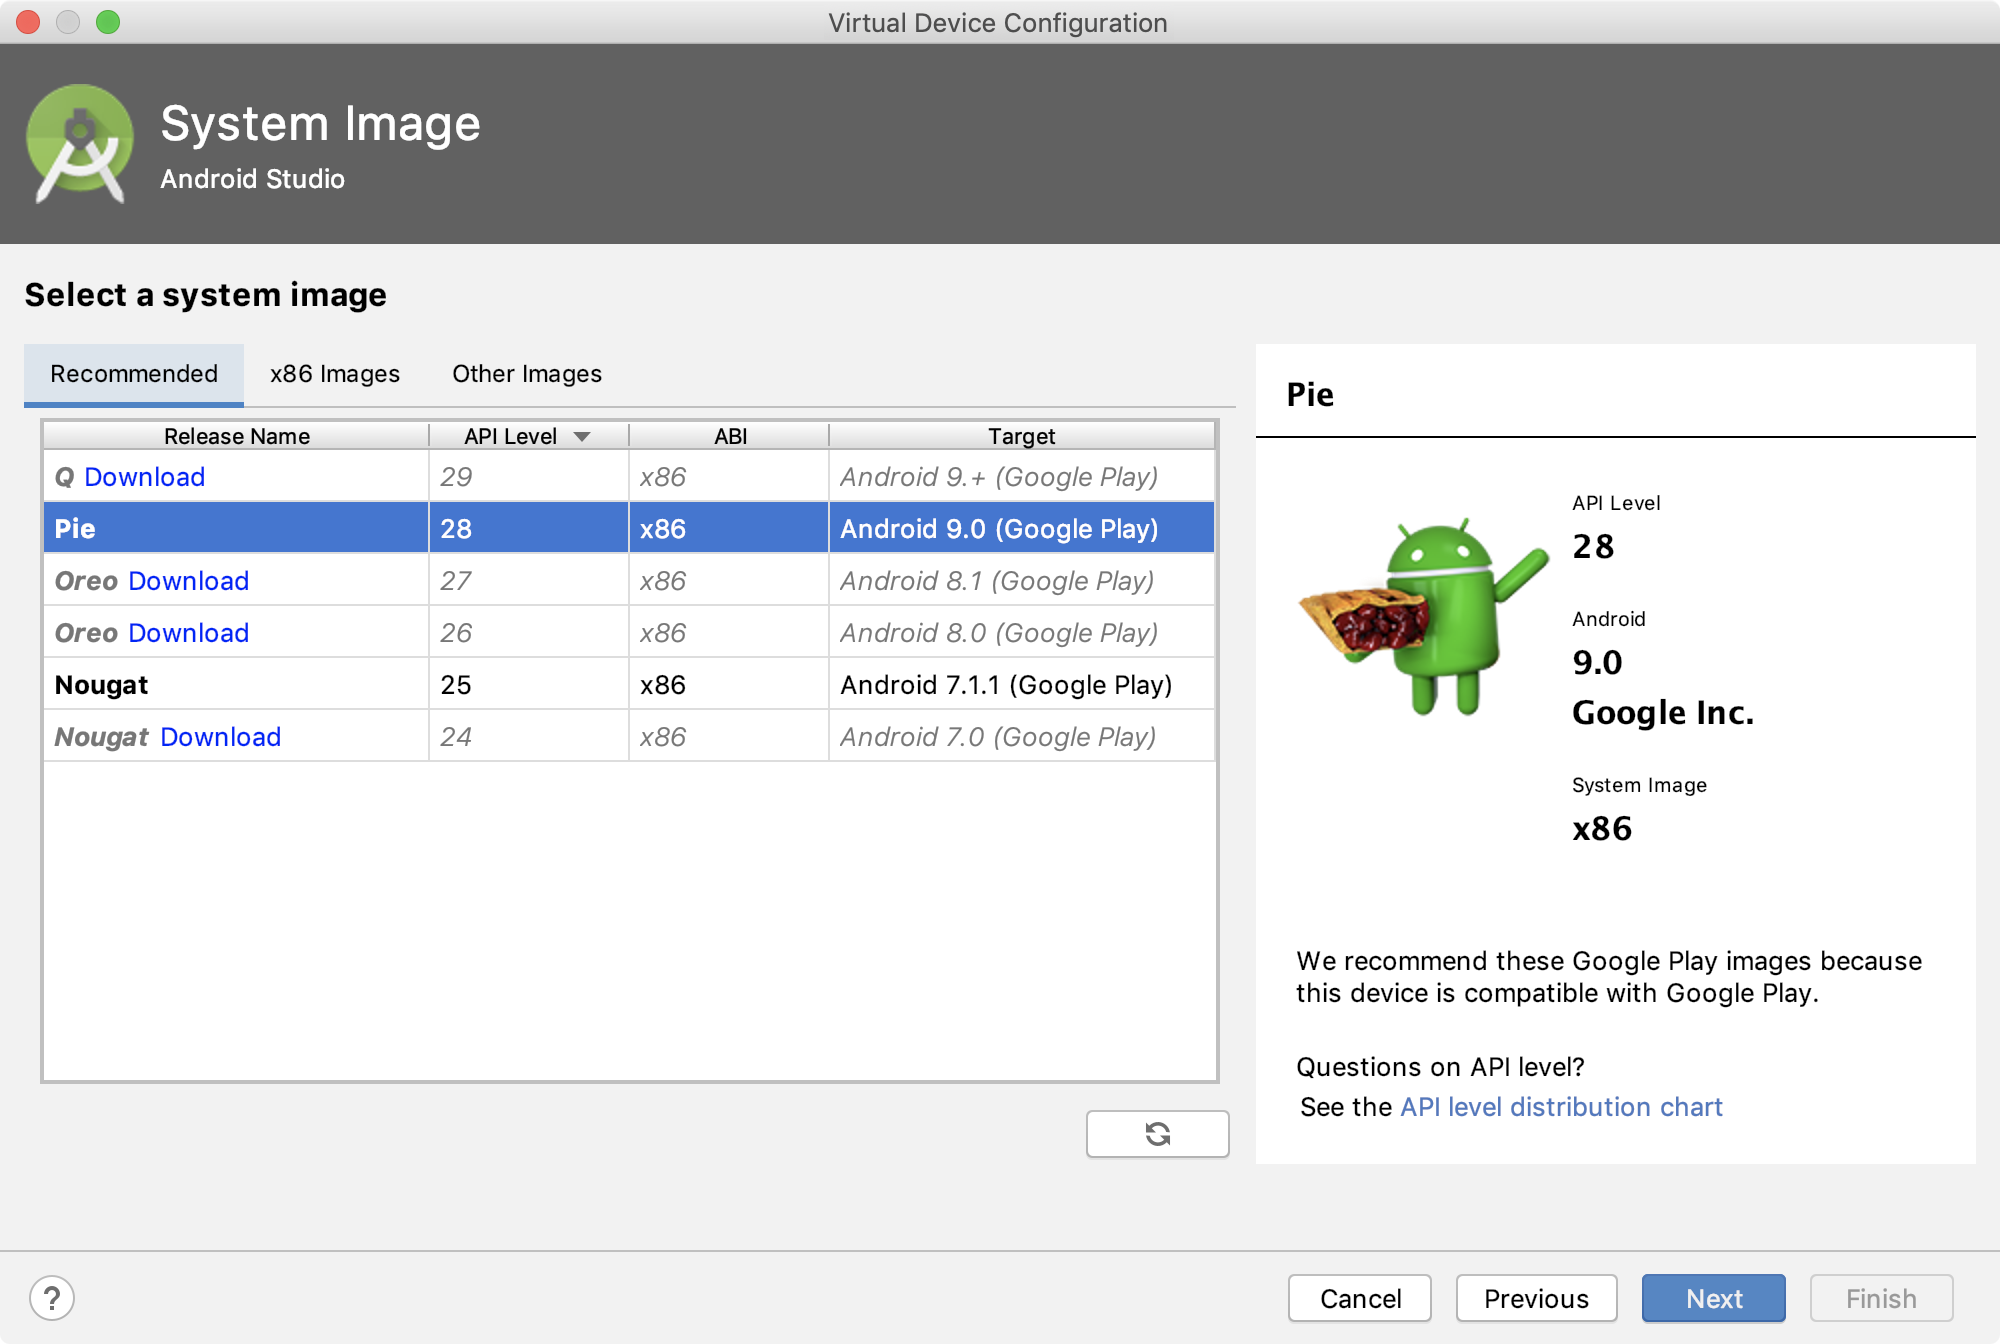 Virtual Device Configuration
System Image
Android Studio
Select a system image
Recommended x86 Images Other Images
Release Name API Level ABI Target
Q Download 29 x86 Android 9.+ (Google Play)
Pie 28 x86 Android 9.0 (Google Play)
Oreo Download 27 x86 Android 8.1 (Google Play)
Oreo Download 26 x86 Android 8.0 (Google Play)
Nougat 25 x86 Android 7.1.1 (Google Play)
Nougat Download 24 x86 Android 7.0 (Google Play)
Pie
API Level
28
Android
9.0
Google Inc.
System Image
x86
We recommend these Google Play images because
this device is compatible with Google Play.
Questions on API level?
See the API level distribution chart
? Cancel Previous Next Finish